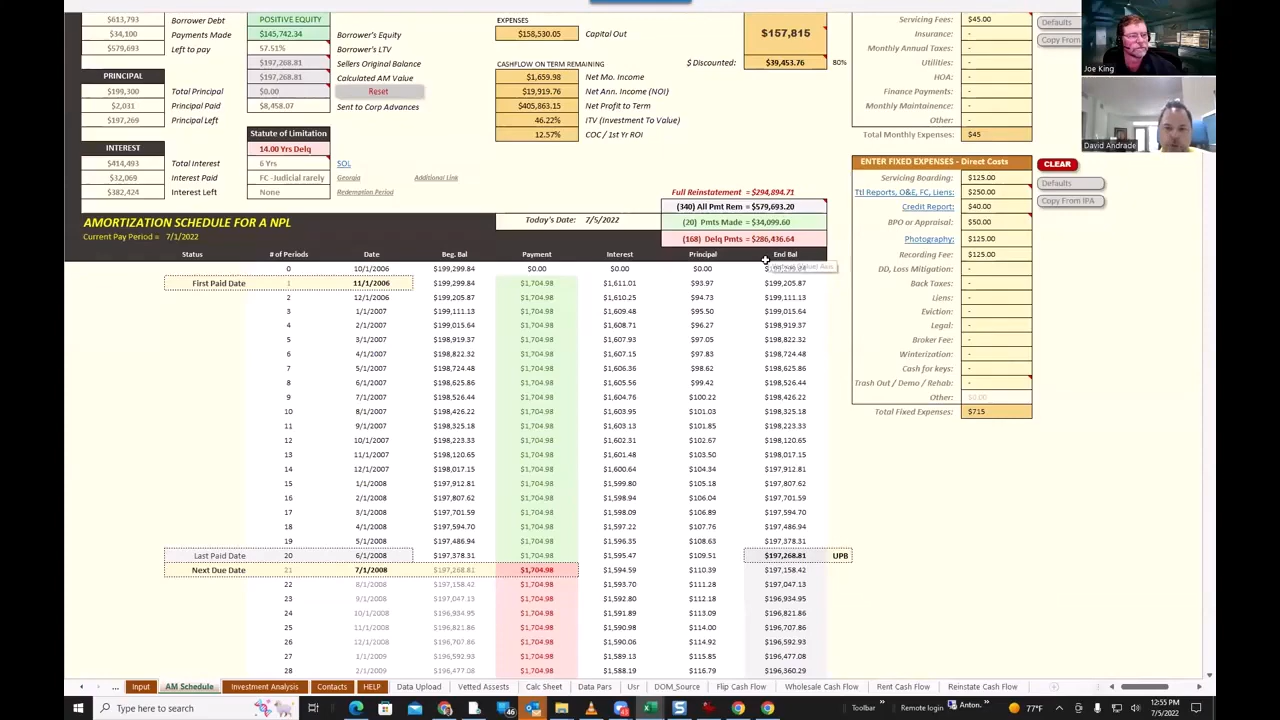 $613,793 Borrower Debt POSITIVE EQUITY
$34,100 Payments Made $145,742.34 Borrower's Equity
$579,693 Left to pay 57.51% Borrower's LTV
$197,268.81 Sellers Original Balance
PRINCIPAL $197,268.81 Calculated AM Value
$199,300 Total Principal $0.00 Reset
$2,031 Principal Paid $8,458.07 Sent to Corp Advances
$197,269 Principal Left
Statute of Limitation
INTEREST 14.00 Yrs Delq
$414,493 Total Interest 6 Yrs SOL
$32,069 Interest Paid FC -Judicial rarely Georgia Additional Link
$382,424 Interest Left None Redemption Period
EXPENSES
$158,530.05 Capital Out $157,815
CASHFLOW ON TERM REMAINING $ Discounted: $39,453.76 80%
$1,659.98 Net Mo. Income
$19,919.76 Net Ann. Income (NOI)
$405,863.15 Net Profit to Term
46.22% ITV (Investment To Value)
12.57% COC / 1st Yr ROI
Servicing Fees: $45.00 Defaults
Insurance: - Copy From
Monthly Annual Taxes: -
Utilities: -
HOA: -
Finance Payments: -
Monthly Maintainence: -
Other: -
Total Monthly Expenses: $45
Joe King
David Andrade
ENTER FIXED EXPENSES - Direct Costs CLEAR
Servicing Boarding: $125.00 Defaults
Ttl Reports, O&E, FC, Liens: $250.00 Copy From IPA
Credit Report: $40.00
BPO or Appraisal: $50.00
Photography: $125.00
Recording Fee: $125.00
DD, Loss Mitigation: -
Back Taxes: -
Liens: -
Eviction: -
Legal: -
Broker Fee: -
Winterization: -
Cash for keys: -
Trash Out / Demo / Rehab: -
Other: $0.00
Total Fixed Expenses: $715
Full Reinstatement = $294,894.71
(340) All Pmt Rem = $579,693.20
AMORTIZATION SCHEDULE FOR A NPL Today's Date: 7/5/2022 (20) Pmts Made = $34,099.60
Current Pay Period = 7/1/2022 (168) Delq Pmts = $286,436.64
Status # of Periods Date Beg. Bal Payment Interest Principal End Bal
0 10/1/2006 $199,299.84 $0.00 $0.00 $0.00
First Paid Date 1 11/1/2006 $199,299.84 $1,704.98 $1,611.01 $93.97 $199,205.87
2 12/1/2006 $199,205.87 $1,704.98 $1,610.25 $94.73 $199,111.13
3 1/1/2007 $199,111.13 $1,704.98 $1,609.48 $95.50 $199,015.64
4 2/1/2007 $199,015.64 $1,704.98 $1,608.71 $96.27 $198,919.37
5 3/1/2007 $198,919.37 $1,704.98 $1,607.93 $97.05 $198,822.32
6 4/1/2007 $198,822.32 $1,704.98 $1,607.15 $97.83 $198,724.48
7 5/1/2007 $198,724.48 $1,704.98 $1,606.36 $98.62 $198,625.86
8 6/1/2007 $198,625.86 $1,704.98 $1,605.56 $99.42 $198,526.44
9 7/1/2007 $198,526.44 $1,704.98 $1,604.76 $100.22 $198,426.22
10 8/1/2007 $198,426.22 $1,704.98 $1,603.95 $101.03 $198,325.18
11 9/1/2007 $198,325.18 $1,704.98 $1,603.13 $101.85 $198,223.33
12 10/1/2007 $198,223.33 $1,704.98 $1,602.31 $102.67 $198,120.65
13 11/1/2007 $198,120.65 $1,704.98 $1,601.48 $103.50 $198,017.15
14 12/1/2007 $198,017.15 $1,704.98 $1,600.64 $104.34 $197,912.81
15 1/1/2008 $197,912.81 $1,704.98 $1,599.80 $105.18 $197,807.62
16 2/1/2008 $197,807.62 $1,704.98 $1,598.94 $106.04 $197,701.59
17 3/1/2008 $197,701.59 $1,704.98 $1,598.09 $106.89 $197,594.70
18 4/1/2008 $197,594.70 $1,704.98 $1,597.22 $107.76 $197,486.94
19 5/1/2008 $197,486.94 $1,704.98 $1,596.35 $108.63 $197,378.31
Last Paid Date 20 6/1/2008 $197,378.31 $1,704.98 $1,595.47 $109.51 $197,268.81 UPB
Next Due Date 21 7/1/2008 $197,268.81 $1,704.98 $1,594.59 $110.39 $197,158.42
22 8/1/2008 $197,158.42 $1,704.98 $1,593.70 $111.28 $197,047.13
23 9/1/2008 $197,047.13 $1,704.98 $1,592.80 $112.18 $196,934.95
24 10/1/2008 $196,934.95 $1,704.98 $1,591.89 $113.09 $196,821.86
25 11/1/2008 $196,821.86 $1,704.98 $1,590.98 $114.00 $196,707.86
26 12/1/2008 $196,707.86 $1,704.98 $1,590.06 $114.92 $196,592.93
27 1/1/2009 $196,592.93 $1,704.98 $1,589.13 $115.85 $196,477.08
28 2/1/2009 $196,477.08 $1,704.98 $1,588.19 $116.79 $196,360.29
... Input AM Schedule Investment Analysis Contacts HELP Data Upload Vetted Assests Calc Sheet Data Pars Usr DOM_Source Flip Cash Flow Wholesale Cash Flow Rent Cash Flow Reinstate Cash Flow
Type here to search 46 Toolbar Remote login Anton. 77°F 12:55 PM
7/5/2022